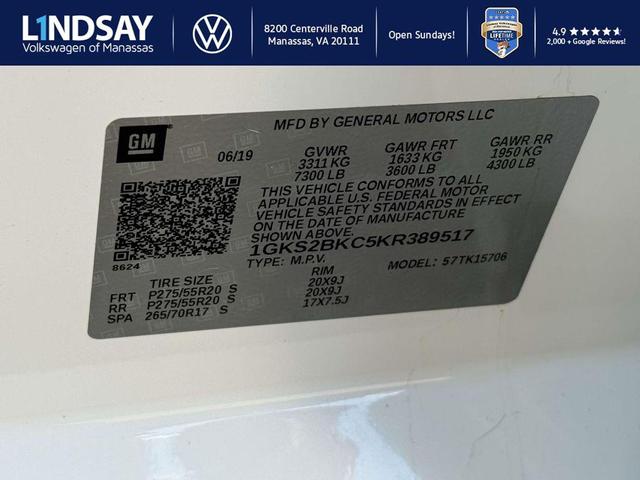 L1NDSAY
Volkswagen of Manassas
8200 Centerville Road
Manassas, VA 20111
Open Sundays!
LIFETIME
4.9
2,000 + Google Reviews!
GM
MFD BY GENERAL MOTORS LLC
06/19 GVWR GAWR FRT GAWR RR
3311 KG 1633 KG 1950 KG
7300 LB 3600 LB 4300 LB
THIS VEHICLE CONFORMS TO ALL
APPLICABLE U.S. FEDERAL MOTOR
VEHICLE SAFETY STANDARDS IN EFFECT
ON THE DATE OF MANUFACTURE
SHOWN ABOVE.
1GKS2BKC5KR389517
8624
TYPE: M.P.V. MODEL: 57TK15706
TIRE SIZE RIM
FRT P275/55R20 S 20X9J
RR P275/55R20 S 20X9J
SPA 265/70R17 S 17X7.5J